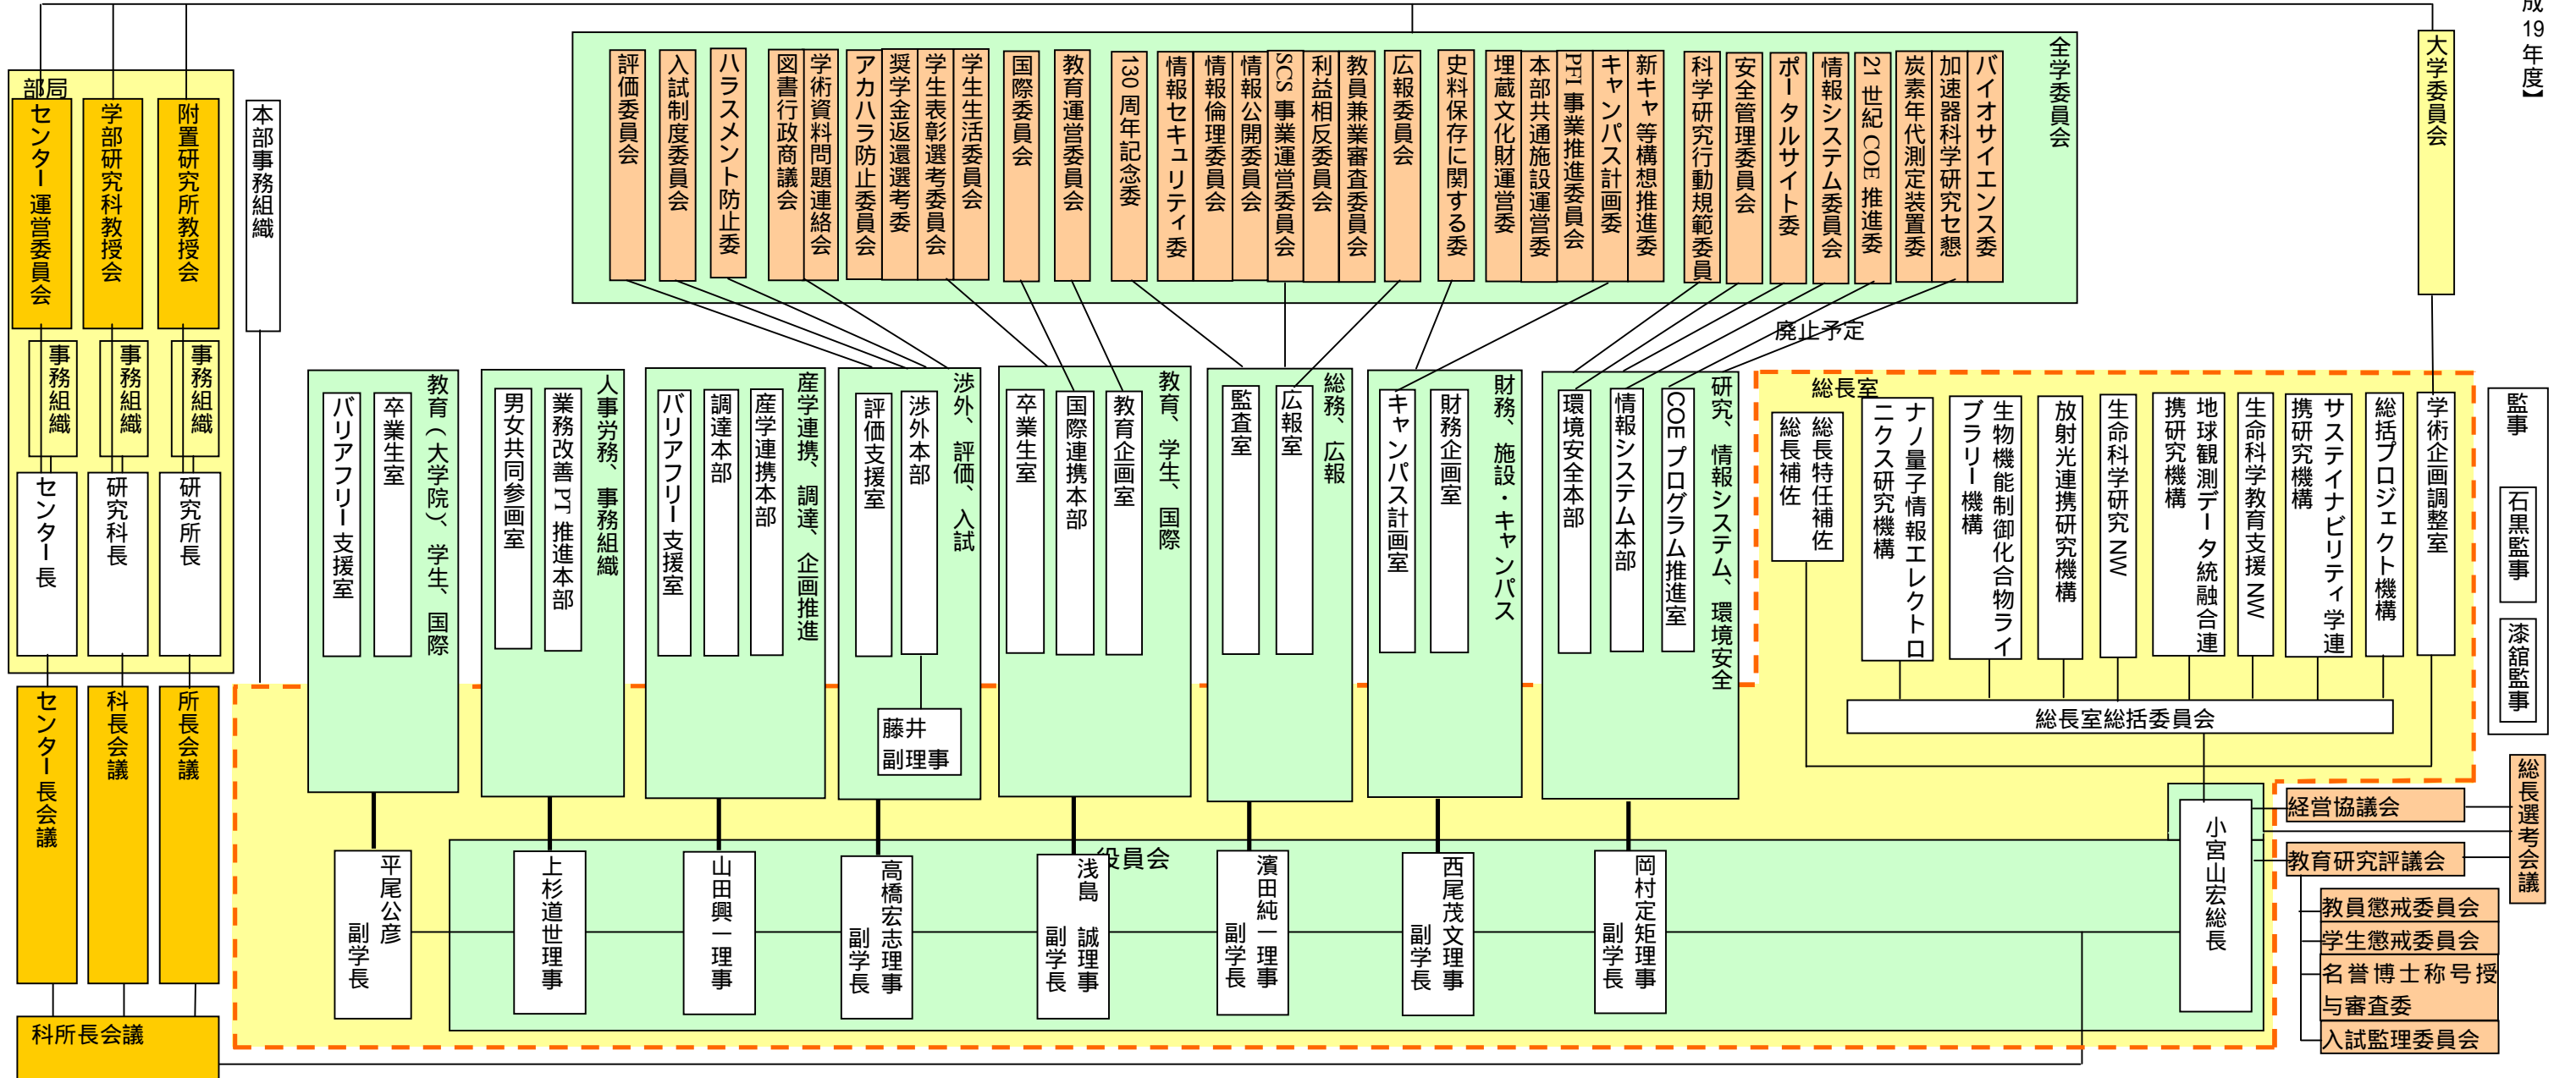 成19年度】
部局
センター運営委員会
学部研究科教授会
附置研究所教授会
事務組織
事務組織
事務組織
センター長
研究科長
研究所長
本部事務組織
センター長会議
科長会議
所長会議
科所長会議
全学委員会
評価委員会
入試制度委員会
ハラスメント防止委
図書行政商議会
学術資料問題連絡会
アカハラ防止委員会
奨学金返還選考委
学生表彰選考委員会
学生生活委員会
国際委員会
教育運営委員会
130周年記念委
情報セキュリティ委
情報倫理委員会
情報公開委員会
SCS事業運営委員会
利益相反委員会
教員兼業審査委員会
広報委員会
史料保存に関する委
埋蔵文化財運営委
本部共通施設運営委
PFI事業推進委員会
キャンパス計画委
新キャ等構想推進委
科学研究行動規範委員
安全管理委員会
ポータルサイト委
情報システム委員会
21世紀COE推進委
炭素年代測定装置委
加速器科学研究セ懇
バイオサイエンス委
大学委員会
廃止予定
教育（大学院）、学生、国際
卒業生室
バリアフリー支援室
人事労務、事務組織
業務改善PT推進本部
男女共同参画室
産学連携、調達、企画推進
産学連携本部
調達本部
バリアフリー支援室
渉外、評価、入試
渉外本部
評価支援室
藤井
副理事
教育、学生、国際
教育企画室
国際連携本部
卒業生室
総務、広報
広報室
監査室
財務、施設・キャンパス
財務企画室
キャンパス計画室
研究、情報システム、環境安全
COEプログラム推進室
情報システム本部
環境安全本部
総長室
総長特任補佐
総長補佐
ナノ量子情報エレクトロ
ニクス研究機構
生物機能制御化合物ライ
ブラリー機構
放射光連携研究機構
生命科学研究NW
地球観測データ統融合連
携研究機構
生命科学教育支援NW
サステイナビリティ学連
携研究機構
総括プロジェクト機構
学術企画調整室
総長室総括委員会
監事
石黒監事
漆舘監事
役員会
平尾公彦
副学長
上杉道世理事
山田興一理事
高橋宏志理事
副学長
浅島　誠理事
副学長
濱田純一理事
副学長
西尾茂文理事
副学長
岡村定矩理事
副学長
小宮山宏総長
経営協議会
教育研究評議会
総長選考会議
教員懲戒委員会
学生懲戒委員会
名誉博士称号授
与審査委
入試監理委員会